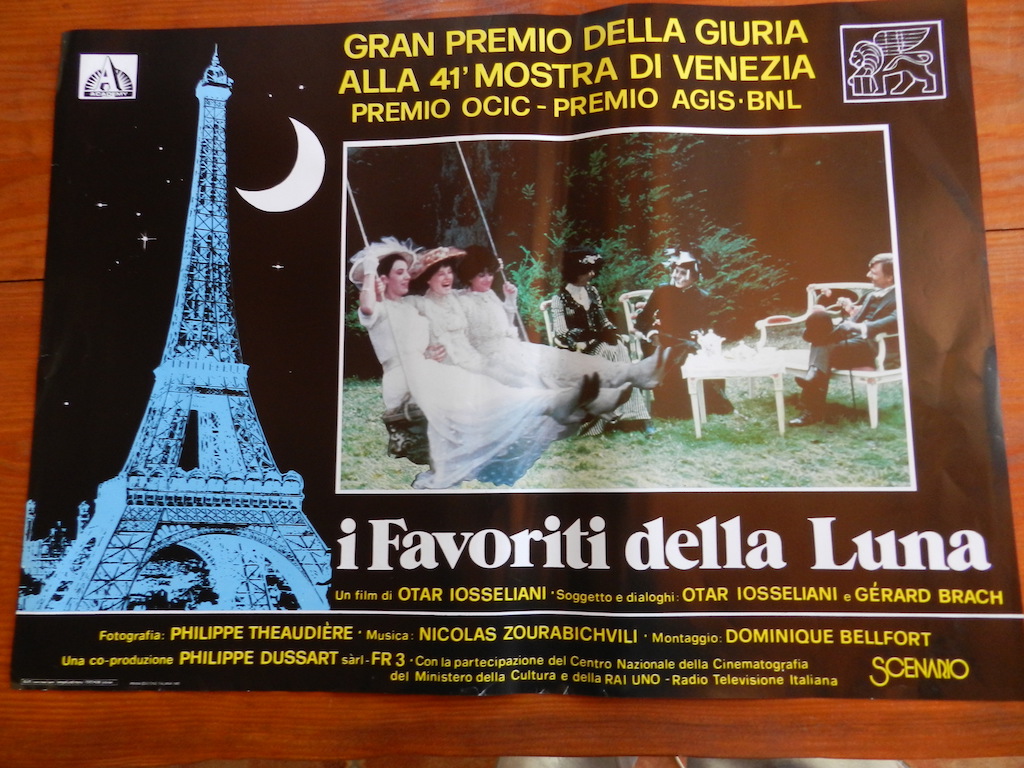 ACADEMY
GRAN PREMIO DELLA GIURIA
ALLA 41' MOSTRA DI VENEZIA
PREMIO OCIC - PREMIO AGIS·BNL
i Favoriti della Luna
Un film di OTAR IOSSELIANI · Soggetto e dialoghi: OTAR IOSSELIANI e GÉRARD BRACH
Fotografia: PHILIPPE THEAUDIÈRE · Musica: NICOLAS ZOURABICHVILI · Montaggio: DOMINIQUE BELLFORT
Una co-produzione PHILIPPE DUSSART sàrl - FR 3 · Con la partecipazione del Centro Nazionale della Cinematografia
del Ministero della Cultura e della RAI UNO - Radio Televisione Italiana
SCENARIO